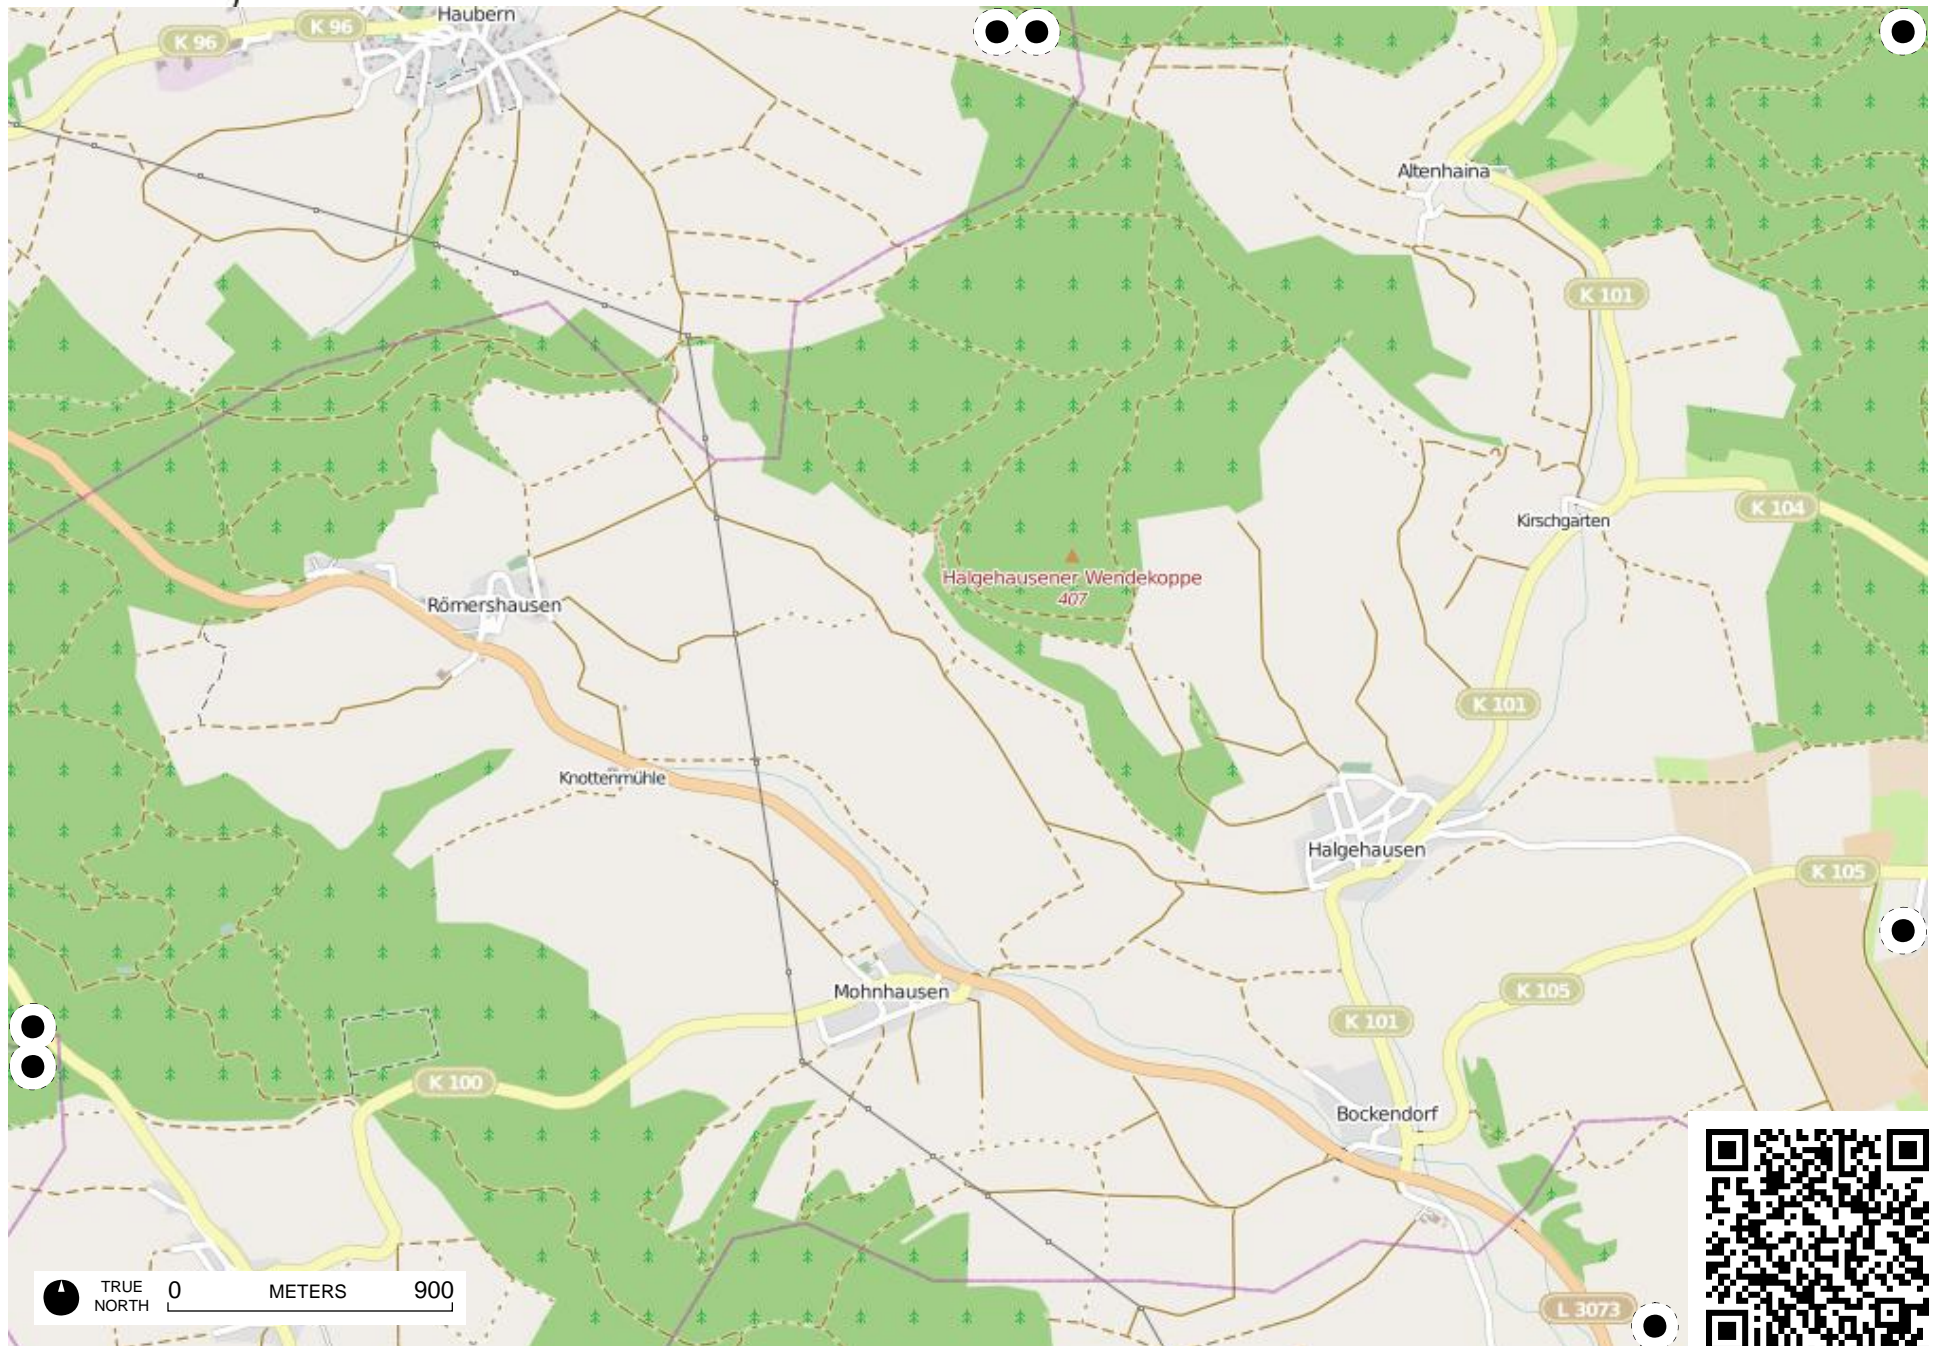 Haubern
K 96
K 96
Altenhaina
K 101
K 104
Kirschgarten
Halgehausener Wendekoppe
407
Römershausen
K 101
Knottenmühle
Halgehausen
K 105
K 105
Mohnhausen
K 101
K 100
Bockendorf
TRUE NORTH
0 METERS 900
L 3073